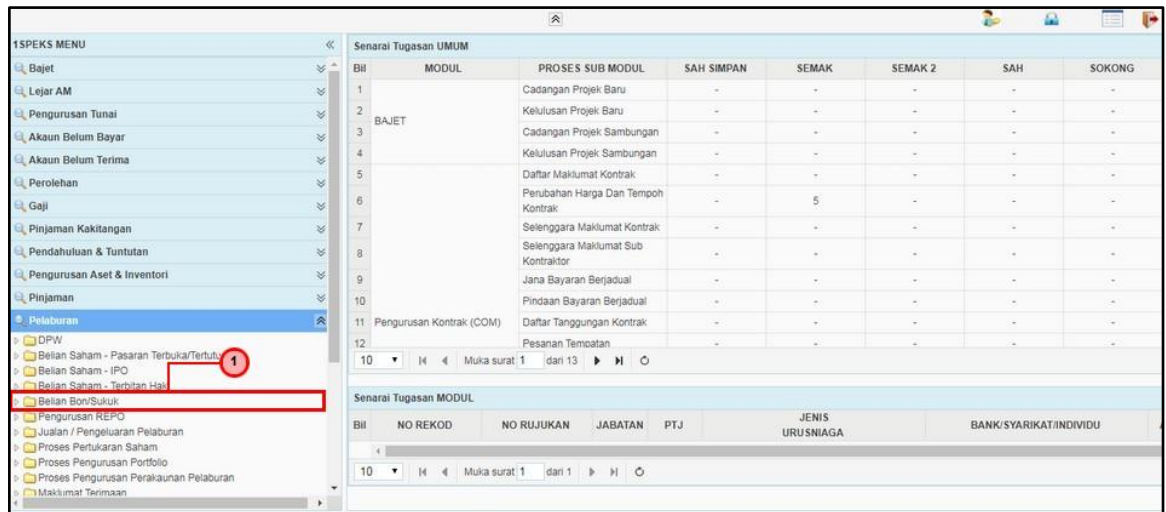 1SPEKS MENU
Bajet
Lejar AM
Pengurusan Tunai
Akaun Belum Bayar
Akaun Belum Terima
Perolehan
Gaji
Pinjaman Kakitangan
Pendahuluan & Tuntutan
Pengurusan Aset & Inventori
Pinjaman
Pelaburan
DPW
Belian Saham - Pasaran Terbuka/Tertutup
1
Belian Saham - IPO
Belian Saham - Terbitan Hak
Belian Bon/Sukuk
Pengurusan REPO
Jualan / Pengeluaran Pelaburan
Proses Pertukaran Saham
Proses Pengurusan Portfolio
Proses Pengurusan Perakaunan Pelaburan
Maklumat Terimaan
Senarai Tugasan UMUM
Bil MODUL PROSES SUB MODUL SAH SIMPAN SEMAK SEMAK 2 SAH SOKONG
1 Cadangan Projek Baru - - - - -
2 Kelulusan Projek Baru - - - - -
BAJET
3 Cadangan Projek Sambungan - - - - -
4 Kelulusan Projek Sambungan - - - - -
5 Daftar Maklumat Kontrak - - - - -
6 Perubahan Harga Dan Tempoh - 5 - - -
Kontrak
7 Selenggara Maklumat Kontrak - - - - -
8 Selenggara Maklumat Sub - - - - -
Kontraktor
9 Jana Bayaran Berjadual - - - - -
10 Pindaan Bayaran Berjadual - - - - -
11 Pengurusan Kontrak (COM) Daftar Tanggungan Kontrak - - - - -
12 Pesanan Tempatan - - - - -
10 Muka surat 1 dari 13
Senarai Tugasan MODUL
Bil NO REKOD NO RUJUKAN JABATAN PTJ JENIS BANK/SYARIKAT/INDIVIDU
URUSNIAGA
10 Muka surat 1 dari 1